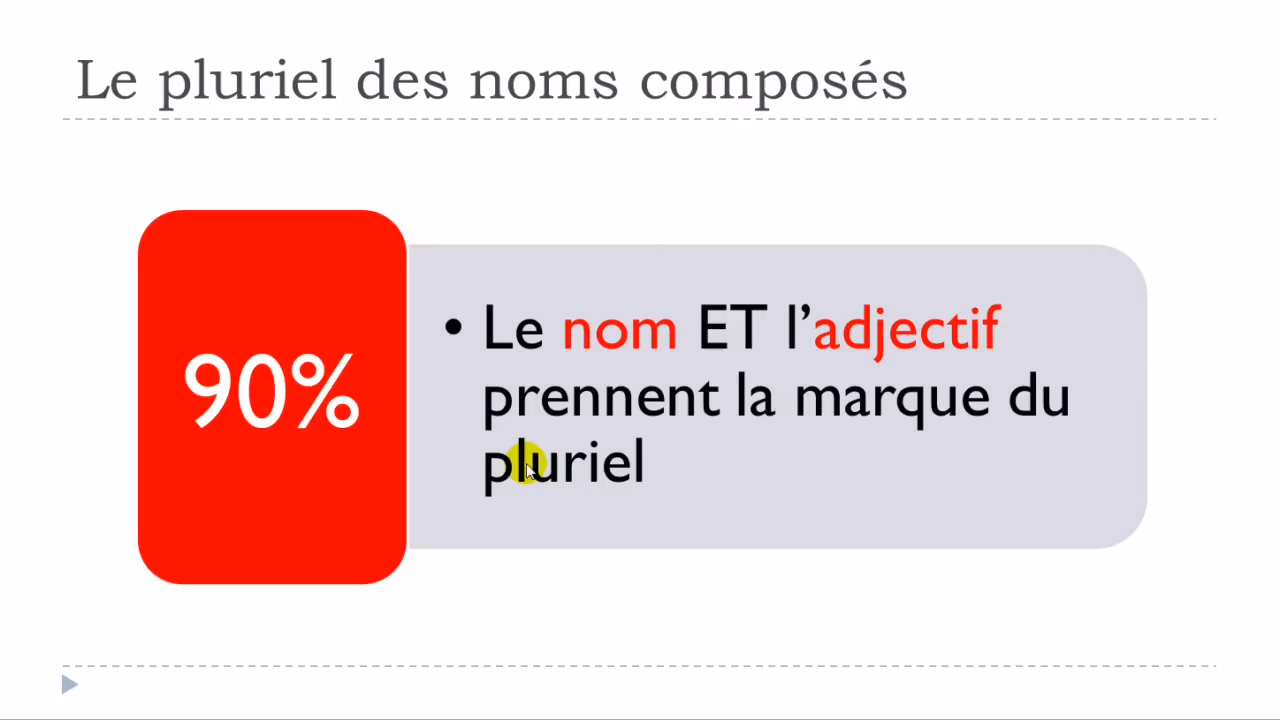 Le pluriel des noms composés
90%
• Le nom ET l’adjectif
prennent la marque du
pluriel